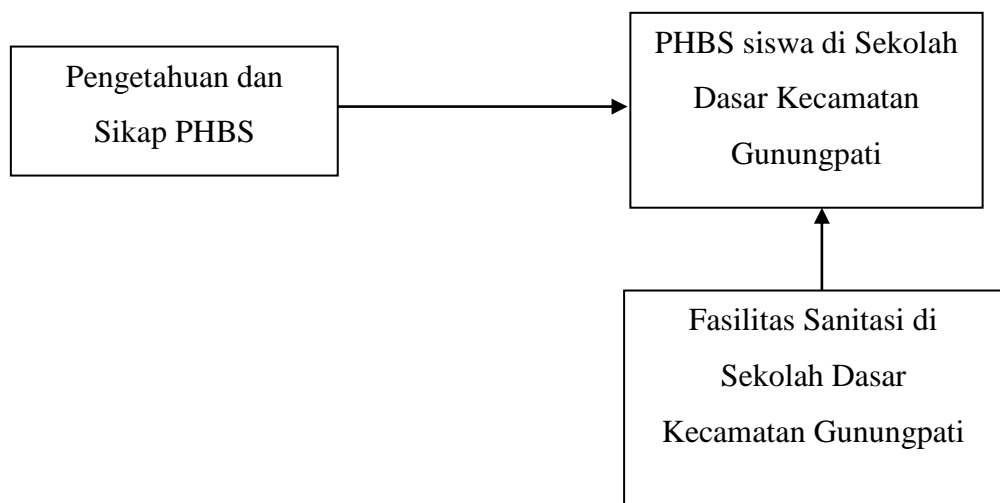 Pengetahuan dan
Sikap PHBS
PHBS siswa di Sekolah
Dasar Kecamatan
Gunungpati
Fasilitas Sanitasi di
Sekolah Dasar
Kecamatan Gunungpati